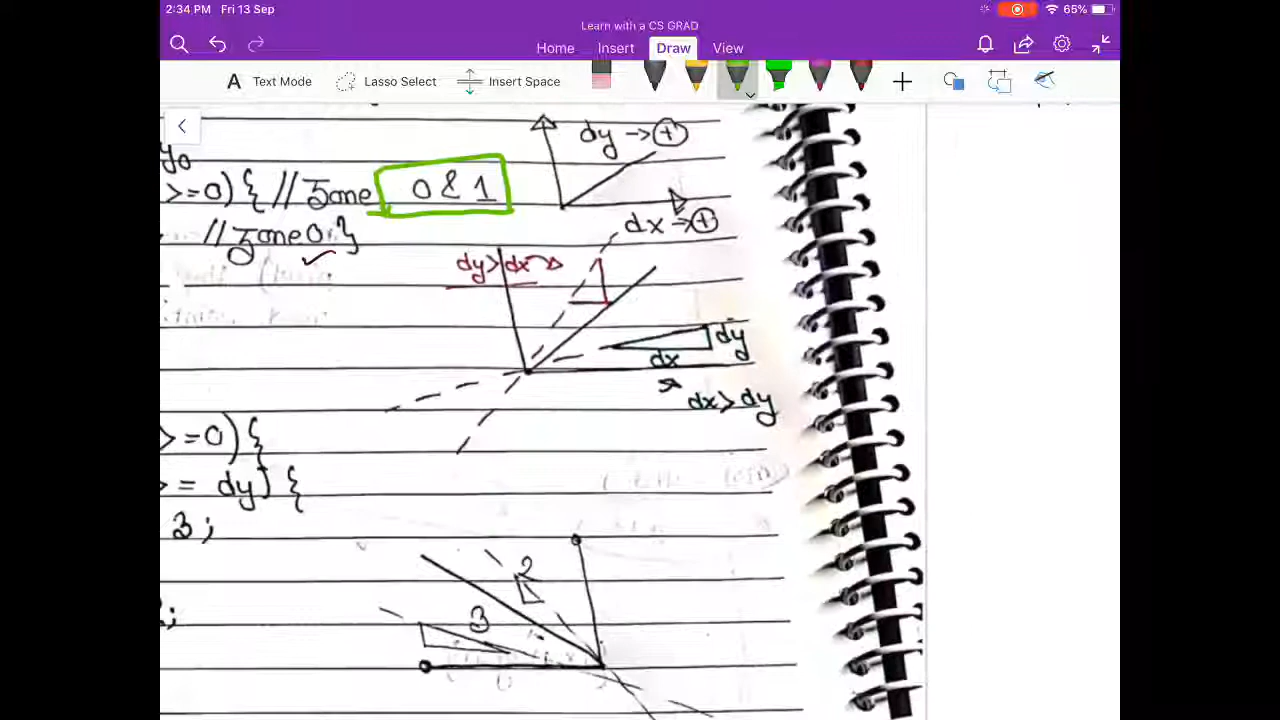 2:34 PM Fri 13 Sep
65%
Learn with a CS GRAD
Home Insert Draw View
Text Mode
Lasso Select
Insert Space
y₀
>=0) { // Zone 0 & 1
// Zone 0 }
dy → +
dx → +
dy > dx →
dy
dx
dx > dy
>=0) {
>= dy) {
3;
2
3